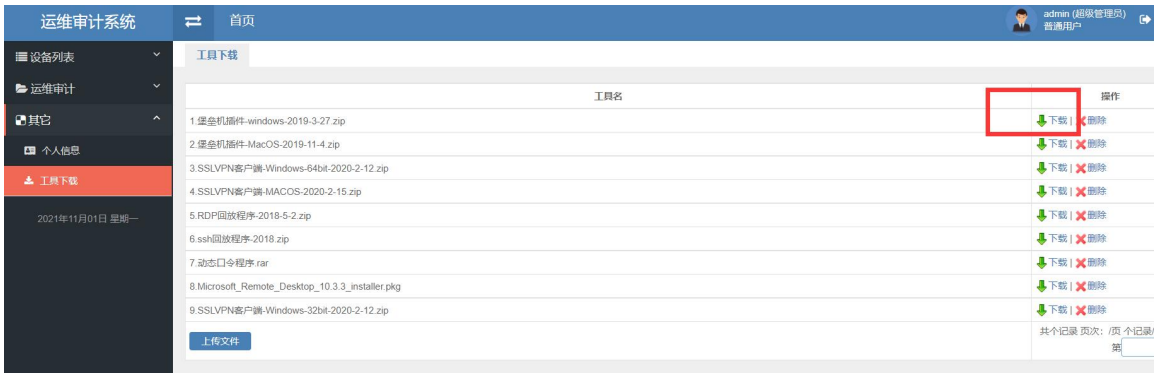 运维审计系统
首页
admin (超级管理员)
普通用户
设备列表
运维审计
其它
个人信息
工具下载
2021年11月01日 星期一
工具下载
工具名 操作
1.堡垒机插件-windows-2019-3-27.zip 下载 | 删除
2.堡垒机插件-MacOS-2019-11-4.zip 下载 | 删除
3.SSLVPN客户端-Windows-64bit-2020-2-12.zip 下载 | 删除
4.SSLVPN客户端-MACOS-2020-2-15.zip 下载 | 删除
5.RDP回放程序-2018-5-2.zip 下载 | 删除
6.ssh回放程序-2018.zip 下载 | 删除
7.动态口令程序.rar 下载 | 删除
8.Microsoft_Remote_Desktop_10.3.3_installer.pkg 下载 | 删除
9.SSLVPN客户端-Windows-32bit-2020-2-12.zip 下载 | 删除
上传文件
共个记录 页次: /页 个记录/
第